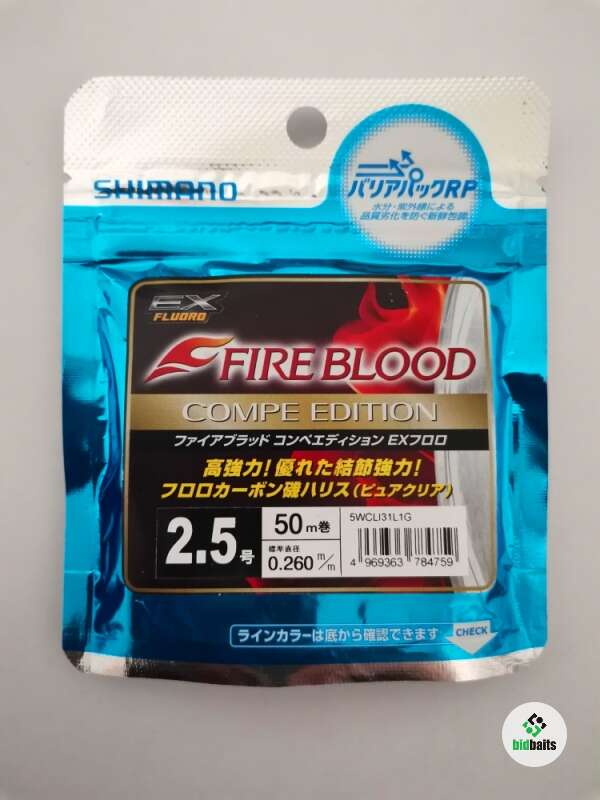 SHIMANO
バリアパックRP
水分・紫外線による
品質劣化を防ぐ新鮮包装
EX
FLUORO
FIRE BLOOD
COMPE EDITION
ファイアブラッド コンペエディション EXフロロ
高強力!優れた結節強力!
フロロカーボン磯ハリス(ピュアクリア)
2.5号
50m巻
標準直径
0.260m/m
5WCLI31L1G
4 969363 784759
ラインカラーは底から確認できます
CHECK
bidbaits